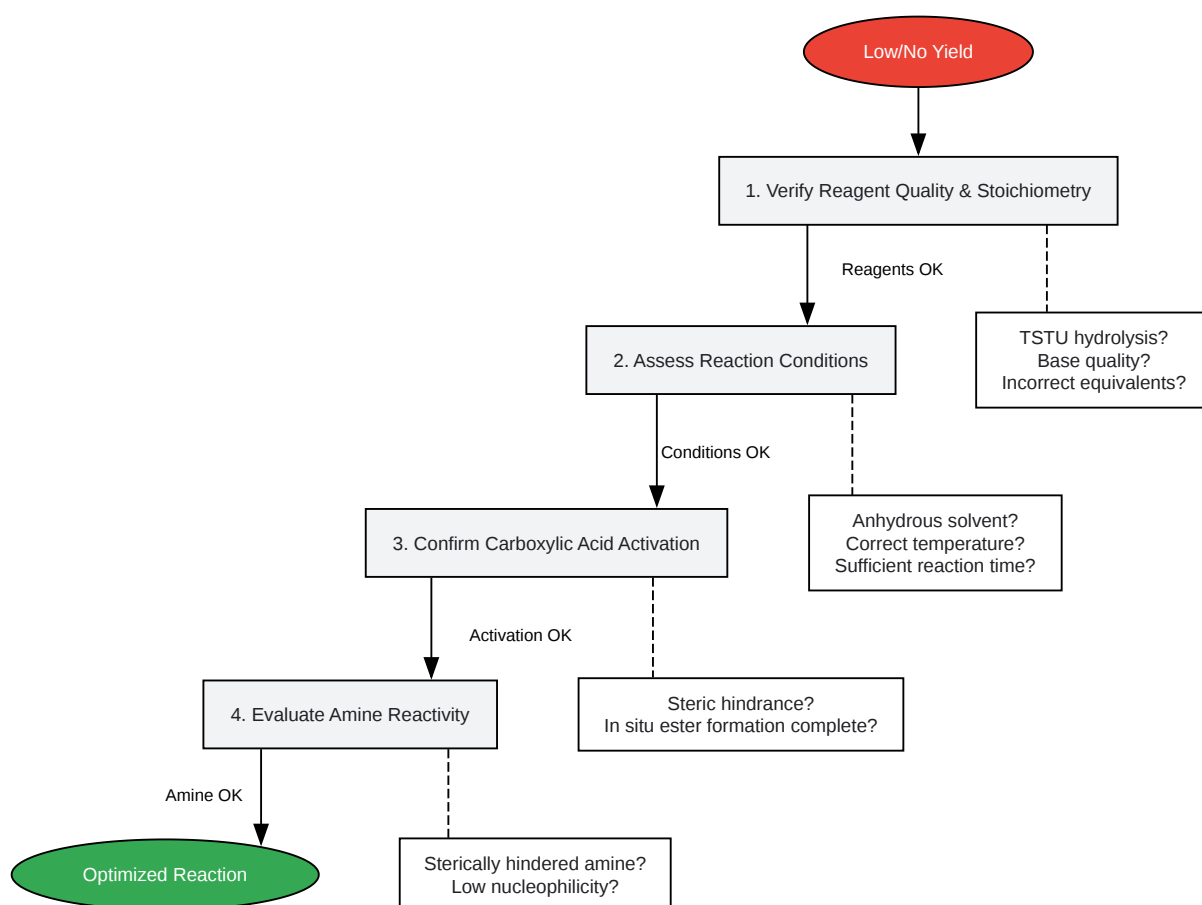 Low/No Yield
1. Verify Reagent Quality & Stoichiometry
Reagents OK
TSTU hydrolysis?
Base quality?
Incorrect equivalents?
2. Assess Reaction Conditions
Conditions OK
Anhydrous solvent?
Correct temperature?
Sufficient reaction time?
3. Confirm Carboxylic Acid Activation
Activation OK
Steric hindrance?
In situ ester formation complete?
4. Evaluate Amine Reactivity
Amine OK
Sterically hindered amine?
Low nucleophilicity?
Optimized Reaction